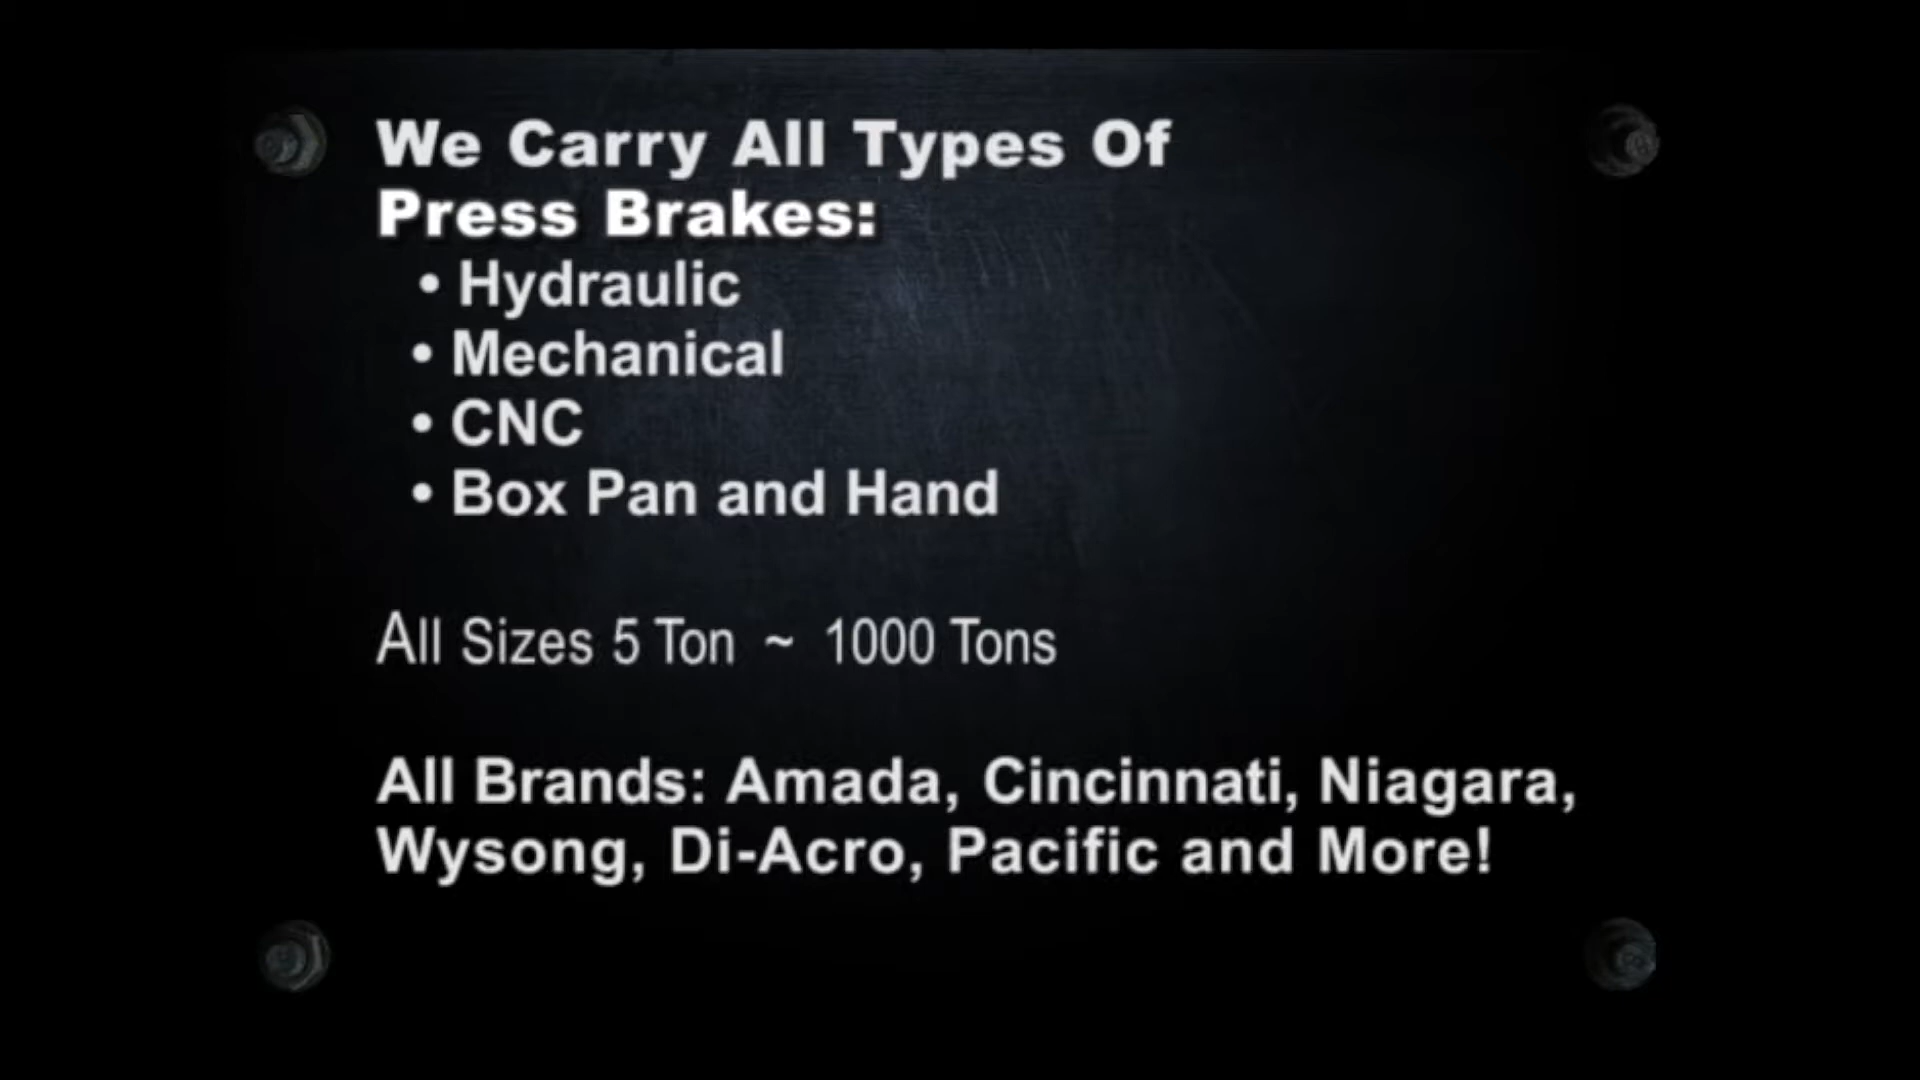 We Carry All Types Of
Press Brakes:
• Hydraulic
• Mechanical
• CNC
• Box Pan and Hand
All Sizes 5 Ton ~ 1000 Tons
All Brands: Amada, Cincinnati, Niagara,
Wysong, Di-Acro, Pacific and More!